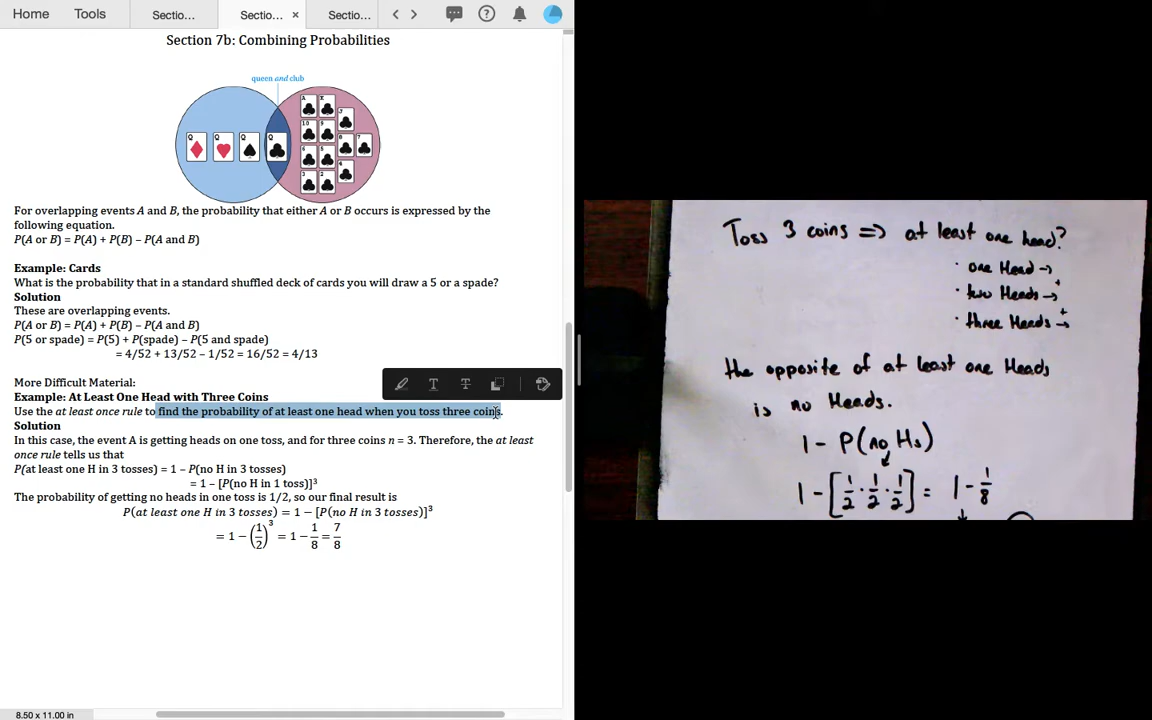 Home Tools Sectio... Sectio... × Sectio...
Section 7b: Combining Probabilities
queen and club
For overlapping events A and B, the probability that either A or B occurs is expressed by the
following equation.
P(A or B) = P(A) + P(B) – P(A and B)
Example: Cards
What is the probability that in a standard shuffled deck of cards you will draw a 5 or a spade?
Solution
These are overlapping events.
P(A or B) = P(A) + P(B) – P(A and B)
P(5 or spade) = P(5) + P(spade) – P(5 and spade)
= 4/52 + 13/52 – 1/52 = 16/52 = 4/13
More Difficult Material:
Example: At Least One Head with Three Coins
Use the at least once rule to find the probability of at least one head when you toss three coins.
Solution
In this case, the event A is getting heads on one toss, and for three coins n = 3. Therefore, the at least
once rule tells us that
P(at least one H in 3 tosses) = 1 – P(no H in 3 tosses)
= 1 – [P(no H in 1 toss)]³
The probability of getting no heads in one toss is 1/2, so our final result is
P(at least one H in 3 tosses) = 1 − [P(no H in 3 tosses)]³
= 1 − (1/2)³ = 1 − 1/8 = 7/8
8.50 x 11.00 in
Toss 3 coins => at least one head?
· one Head →
· two Heads → +
· three Heads → +
the opposite of at least one Heads
is no Heads.
1 - P(no Hs)
1 - [1/2 · 1/2 · 1/2] = 1 - 1/8